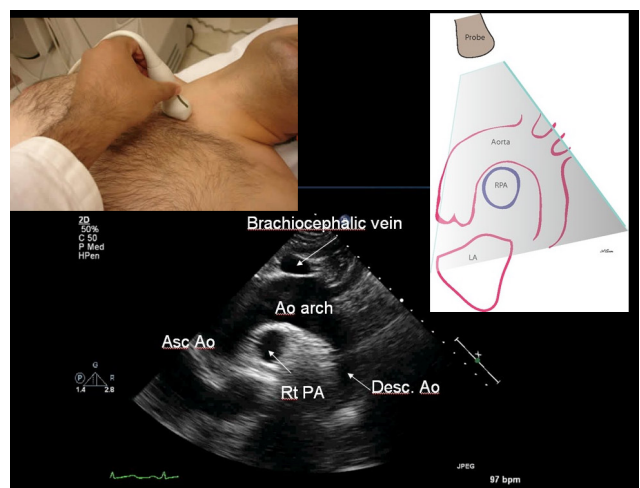 Probe
Aorta
RPA
LA
2D
50%
C 50
P Med
HPen
Brachiocephalic vein
Ao arch
Asc Ao
Rt PA
Desc. Ao
G
P
R
1.4
2.8
JPEG
97 bpm